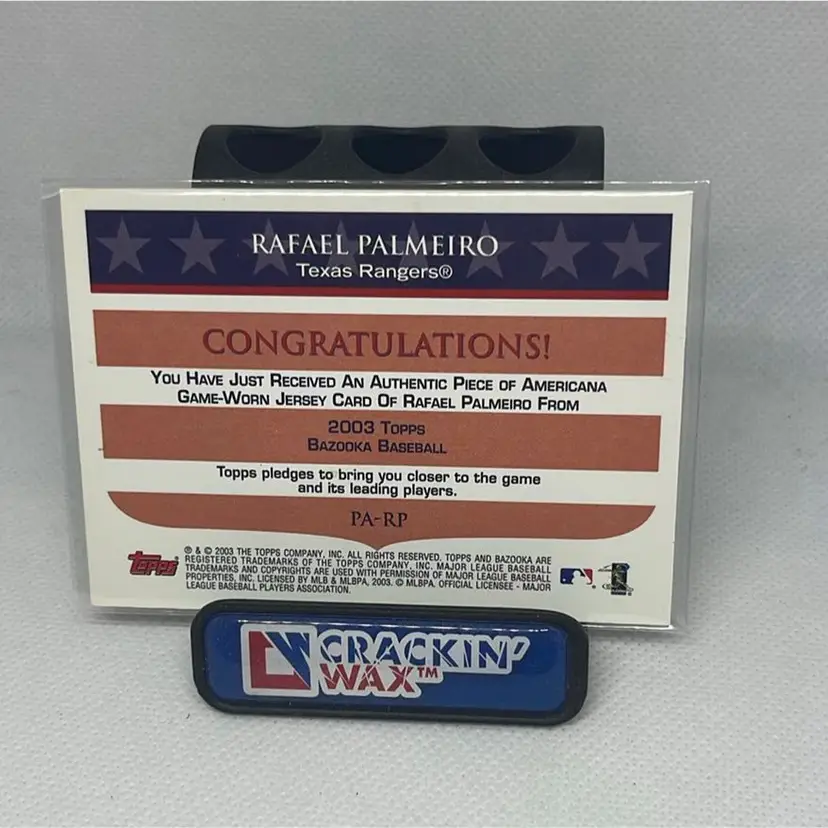 RAFAEL PALMEIRO
Texas Rangers®
CONGRATULATIONS!
YOU HAVE JUST RECEIVED AN AUTHENTIC PIECE OF AMERICANA
GAME-WORN JERSEY CARD OF RAFAEL PALMEIRO FROM
2003 TOPPS
BAZOOKA BASEBALL
Topps pledges to bring you closer to the game
and its leading players.
PA-RP
® & © 2003 THE TOPPS COMPANY, INC. ALL RIGHTS RESERVED. TOPPS AND BAZOOKA ARE
REGISTERED TRADEMARKS OF THE TOPPS COMPANY, INC. MAJOR LEAGUE BASEBALL
TRADEMARKS AND COPYRIGHTS ARE USED WITH PERMISSION OF MAJOR LEAGUE BASEBALL
PROPERTIES, INC. LICENSED BY MLB & MLBPA, 2003. © MLBPA. OFFICIAL LICENSEE - MAJOR
LEAGUE BASEBALL PLAYERS ASSOCIATION.
Topps
CRACKIN'
WAX™